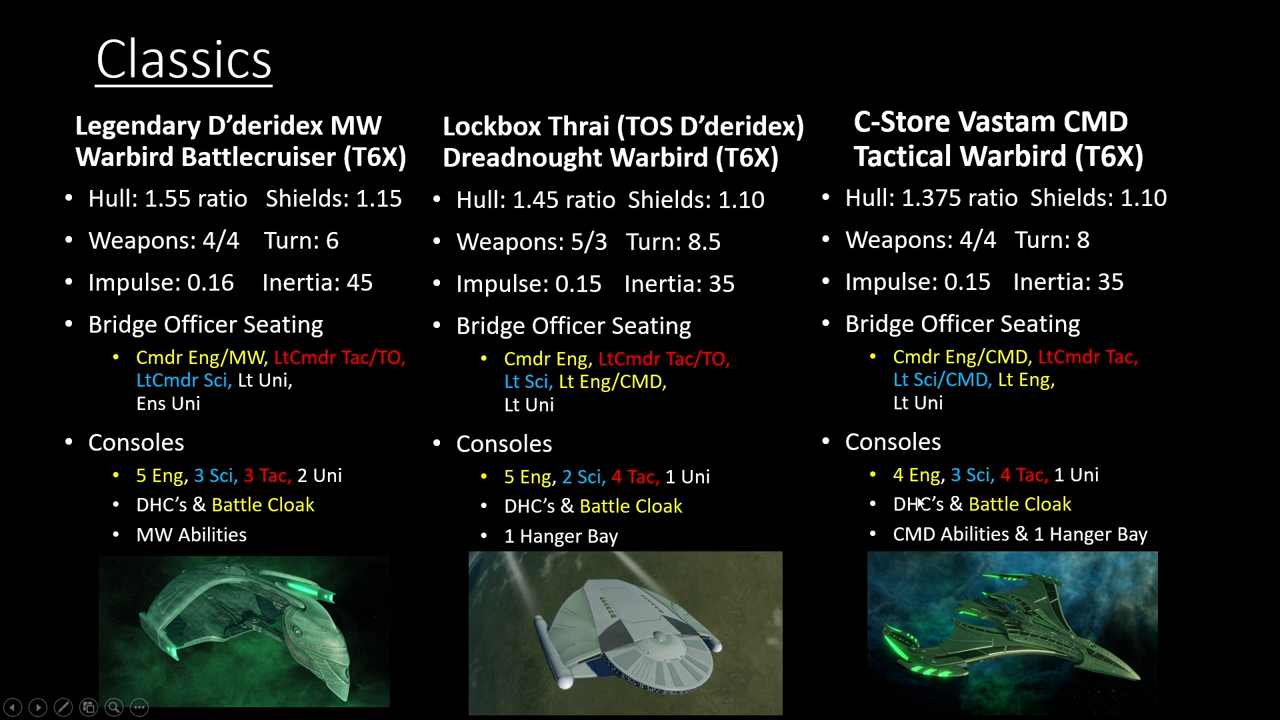 Classics
Legendary D’deridex MW
Warbird Battlecruiser (T6X)
• Hull: 1.55 ratio Shields: 1.15
• Weapons: 4/4 Turn: 6
• Impulse: 0.16 Inertia: 45
• Bridge Officer Seating
• Cmdr Eng/MW, LtCmdr Tac/TO,
LtCmdr Sci, Lt Uni,
Ens Uni
• Consoles
• 5 Eng, 3 Sci, 3 Tac, 2 Uni
• DHC’s & Battle Cloak
• MW Abilities
Lockbox Thrai (TOS D’deridex)
Dreadnought Warbird (T6X)
• Hull: 1.45 ratio Shields: 1.10
• Weapons: 5/3 Turn: 8.5
• Impulse: 0.15 Inertia: 35
• Bridge Officer Seating
• Cmdr Eng, LtCmdr Tac/TO,
Lt Sci, Lt Eng/CMD,
Lt Uni
• Consoles
• 5 Eng, 2 Sci, 4 Tac, 1 Uni
• DHC’s & Battle Cloak
• 1 Hanger Bay
C-Store Vastam CMD
Tactical Warbird (T6X)
• Hull: 1.375 ratio Shields: 1.10
• Weapons: 4/4 Turn: 8
• Impulse: 0.15 Inertia: 35
• Bridge Officer Seating
• Cmdr Eng/CMD, LtCmdr Tac,
Lt Sci/CMD, Lt Eng,
Lt Uni
• Consoles
• 4 Eng, 3 Sci, 4 Tac, 1 Uni
• DHC’s & Battle Cloak
• CMD Abilities & 1 Hanger Bay